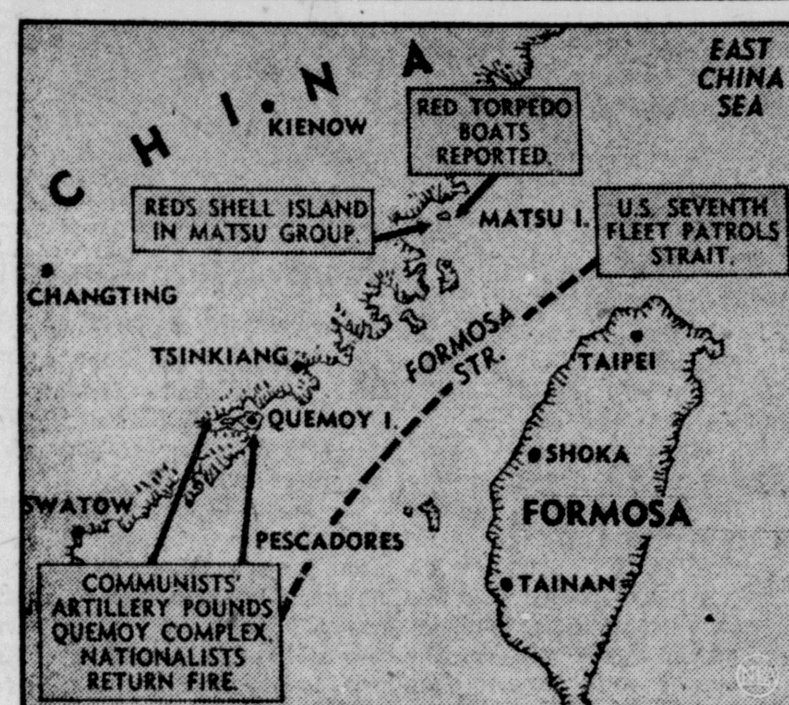 CHINA
EAST
CHINA
SEA
KIENOW
RED TORPEDO
BOATS
REPORTED.
REDS SHELL ISLAND
IN MATSU GROUP.
MATSU I.
U.S. SEVENTH
FLEET PATROLS
STRAIT.
CHANGTING
FORMOSA
STR.
TSINKIANG
TAIPEI
QUEMOY I.
SHOKA
SWATOW
FORMOSA
PESCADORES
COMMUNISTS'
ARTILLERY POUNDS
QUEMOY COMPLEX.
NATIONALISTS
RETURN FIRE.
TAINAN